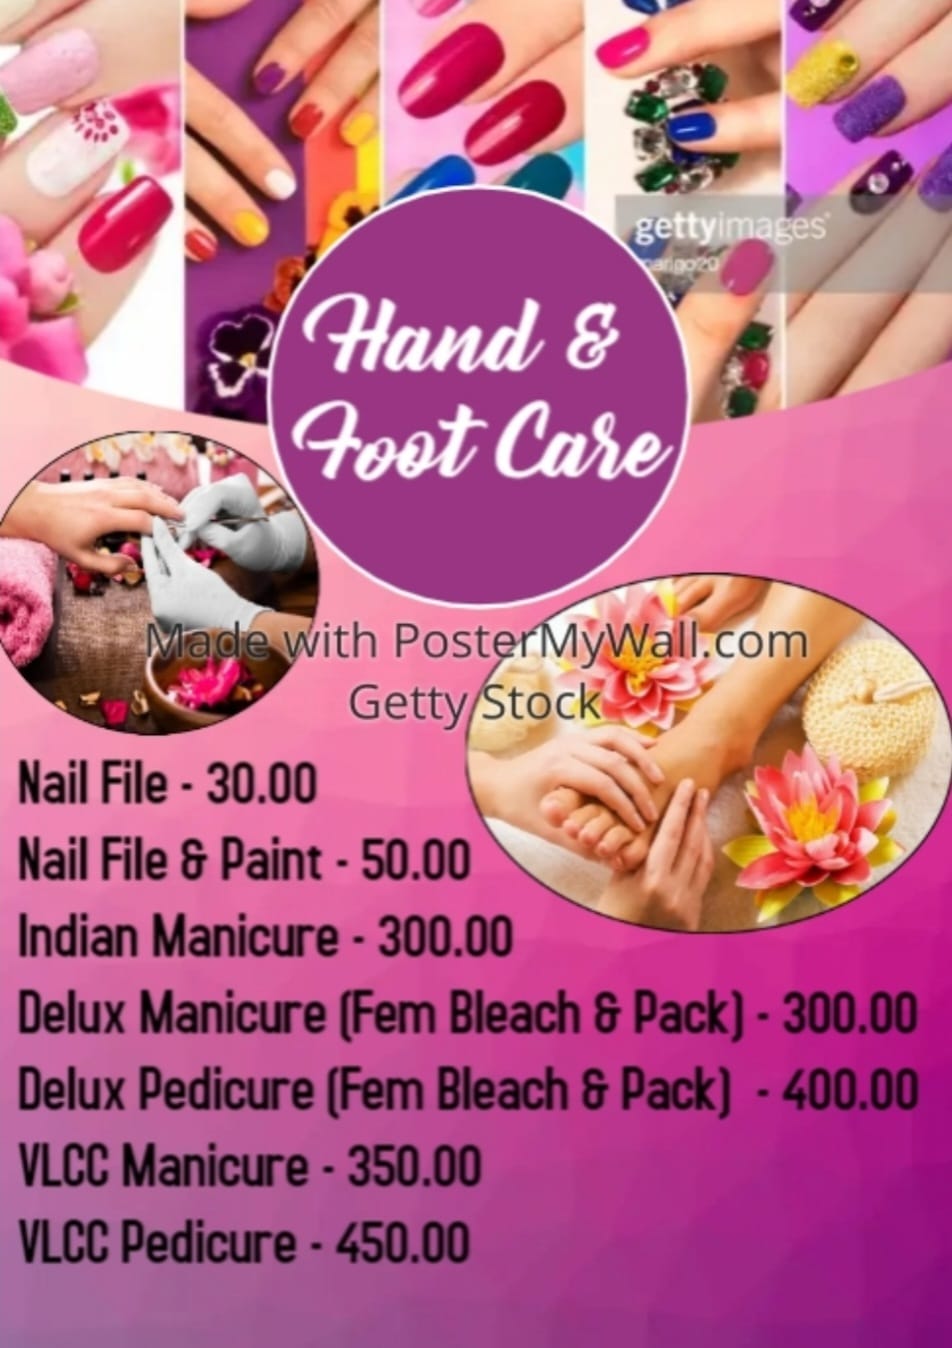 gettyimages
parigo20
Hand &
Foot Care
Made with PosterMyWall.com
Getty Stock
Nail File - 30.00
Nail File & Paint - 50.00
Indian Manicure - 300.00
Delux Manicure (Fem Bleach & Pack) - 300.00
Delux Pedicure (Fem Bleach & Pack) - 400.00
VLCC Manicure - 350.00
VLCC Pedicure - 450.00